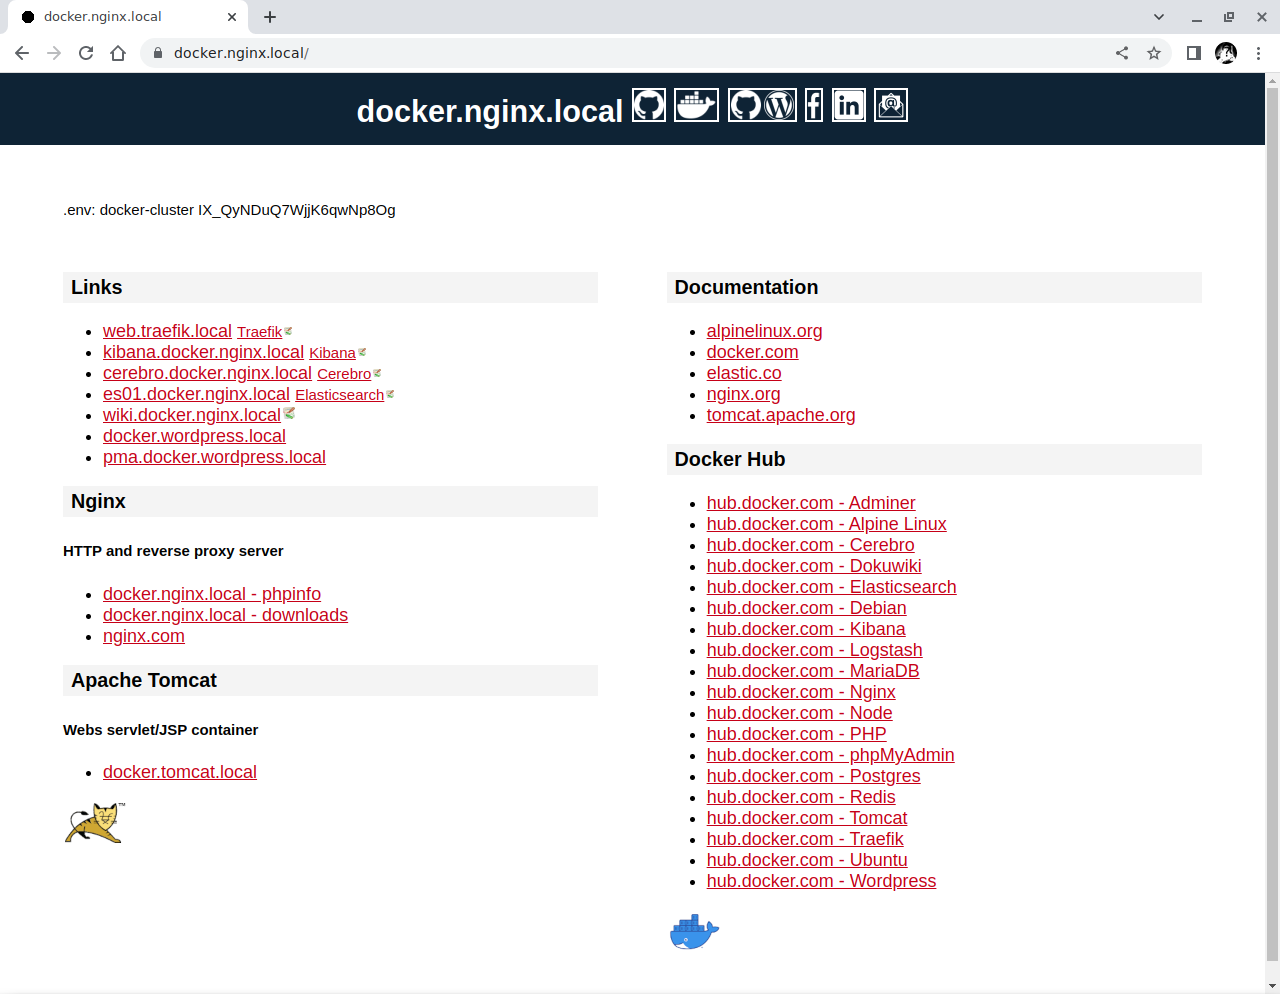 docker.nginx.local
docker.nginx.local/
docker.nginx.local
.env: docker-cluster IX_QyNDuQ7WjjK6qwNp8Og
Links
web.traefik.local Traefik
kibana.docker.nginx.local Kibana
cerebro.docker.nginx.local Cerebro
es01.docker.nginx.local Elasticsearch
wiki.docker.nginx.local
docker.wordpress.local
pma.docker.wordpress.local
Nginx
HTTP and reverse proxy server
docker.nginx.local - phpinfo
docker.nginx.local - downloads
nginx.com
Apache Tomcat
Webs servlet/JSP container
docker.tomcat.local
TM
Documentation
alpinelinux.org
docker.com
elastic.co
nginx.org
tomcat.apache.org
Docker Hub
hub.docker.com - Adminer
hub.docker.com - Alpine Linux
hub.docker.com - Cerebro
hub.docker.com - Dokuwiki
hub.docker.com - Elasticsearch
hub.docker.com - Debian
hub.docker.com - Kibana
hub.docker.com - Logstash
hub.docker.com - MariaDB
hub.docker.com - Nginx
hub.docker.com - Node
hub.docker.com - PHP
hub.docker.com - phpMyAdmin
hub.docker.com - Postgres
hub.docker.com - Redis
hub.docker.com - Tomcat
hub.docker.com - Traefik
hub.docker.com - Ubuntu
hub.docker.com - Wordpress